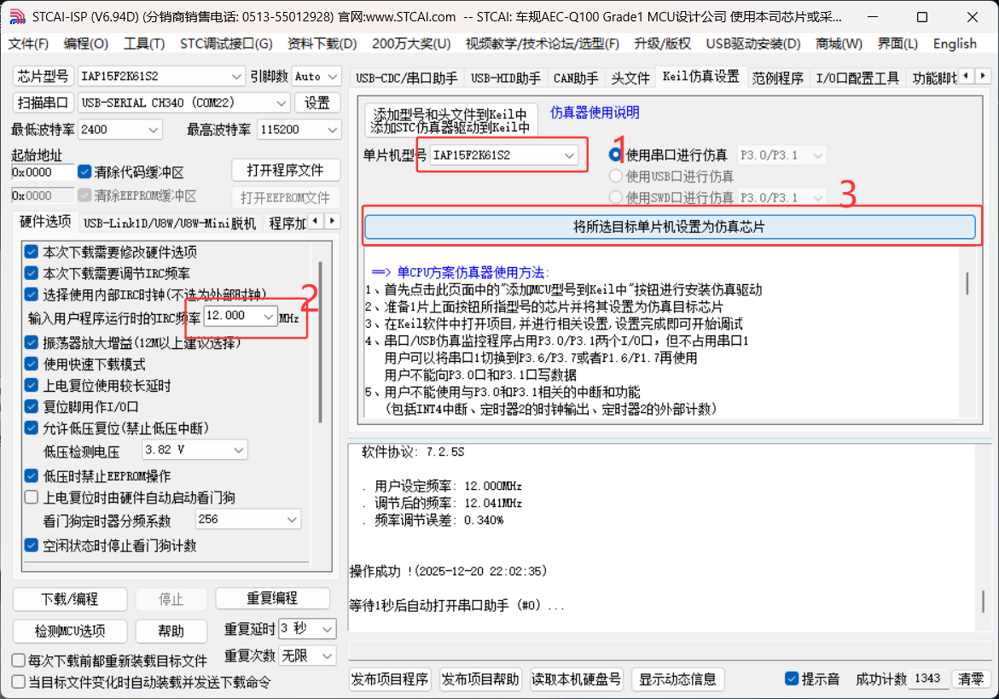 STCAI-ISP (V6.94D) (分销商销售电话: 0513-55012928) 官网:www.STCAI.com -- STCAI: 车规AEC-Q100 Grade1 MCU设计公司 使用本司芯片或采...
文件(F) 编程(O) 工具(T) STC调试接口(G) 资料下载(D) 200万大奖(U) 视频教学/技术论坛/选型(F) 升级/版权 USB驱动安装(D) 商城(W) 界面(L) English
芯片型号 IAP15F2K61S2 引脚数 Auto
扫描串口 USB-SERIAL CH340 (COM22) 设置
最低波特率 2400 最高波特率 115200
起始地址
0x0000 清除代码缓冲区 打开程序文件
0x0000 清除EEPROM缓冲区 打开EEPROM文件
硬件选项 USB-Link1D/U8W/U8W-Mini脱机 程序加
本次下载需要修改硬件选项
本次下载需要调节IRC频率
选择使用内部IRC时钟(不选为外部时钟)
输入用户程序运行时的IRC频率 12.000 MHz
2
振荡器放大增益(12M以上建议选择)
使用快速下载模式
上电复位使用较长延时
复位脚用作I/O口
允许低压复位(禁止低压中断)
低压检测电压 3.82 V
低压时禁止EEPROM操作
上电复位时由硬件自动启动看门狗
看门狗定时器分频系数 256
空闲状态时停止看门狗计数
下载/编程 停止 重复编程
检测MCU选项 帮助 重复延时 3 秒
每次下载前都重新装载目标文件 重复次数 无限
当目标文件变化时自动装载并发送下载命令
USB-CDC/串口助手 USB-HID助手 CAN助手 头文件 Keil仿真设置 范例程序 I/O口配置工具 功能脚
添加型号和头文件到Keil中
添加STC仿真器驱动到Keil中
仿真器使用说明
单片机型号 IAP15F2K61S2
1
使用串口进行仿真 P3.0/P3.1
使用USB口进行仿真
使用SWD口进行仿真 P3.0/P3.1
3
将所选目标单片机设置为仿真芯片
==> 单CPU方案仿真器使用方法:
1、首先点击此页面中的"添加MCU型号到Keil中"按钮进行安装仿真驱动
2、准备1片上面按钮所指型号的芯片并将其设置为仿真目标芯片
3、在Keil软件中打开项目,并进行相关设置,设置完成即可开始调试
4、串口/USB仿真监控程序占用P3.0/P3.1两个I/O口，但不占用串口1
用户可以将串口1切换到P3.6/P3.7或者P1.6/P1.7再使用
用户不能向P3.0口和P3.1口写数据
5、用户不能使用与P3.0和P3.1相关的中断和功能
(包括INT4中断、定时器2的时钟输出、定时器2的外部计数)
软件协议: 7.2.5S
. 用户设定频率: 12.000MHz
. 调节后的频率: 12.041MHz
. 频率调节误差: 0.340%
操作成功 !(2025-12-20 22:02:35)
等待1秒后自动打开串口助手 (#0) ...
发布项目程序 发布项目帮助 读取本机硬盘号 显示动态信息 提示音 成功计数 1343 清零